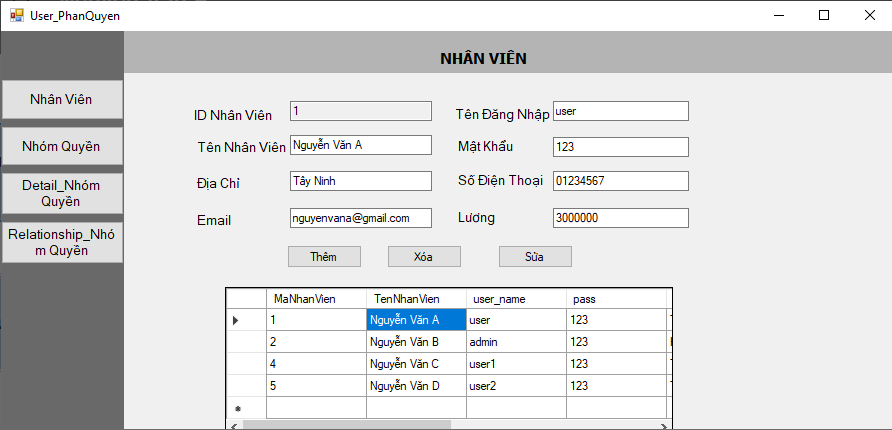 User_PhanQuyen
NHÂN VIÊN
Nhân Viên
Nhóm Quyền
Detail_Nhóm
Quyền
Relationship_Nhó
m Quyền
ID Nhân Viên 1 Tên Đăng Nhập user
Tên Nhân Viên Nguyễn Văn A Mật Khẩu 123
Địa Chỉ Tây Ninh Số Điện Thoại 01234567
Email nguyenvana@gmail.com Lương 3000000
Thêm Xóa Sửa
MaNhanVien TenNhanVien user_name pass
1 Nguyễn Văn A user 123
2 Nguyễn Văn B admin 123
4 Nguyễn Văn C user1 123
5 Nguyễn Văn D user2 123